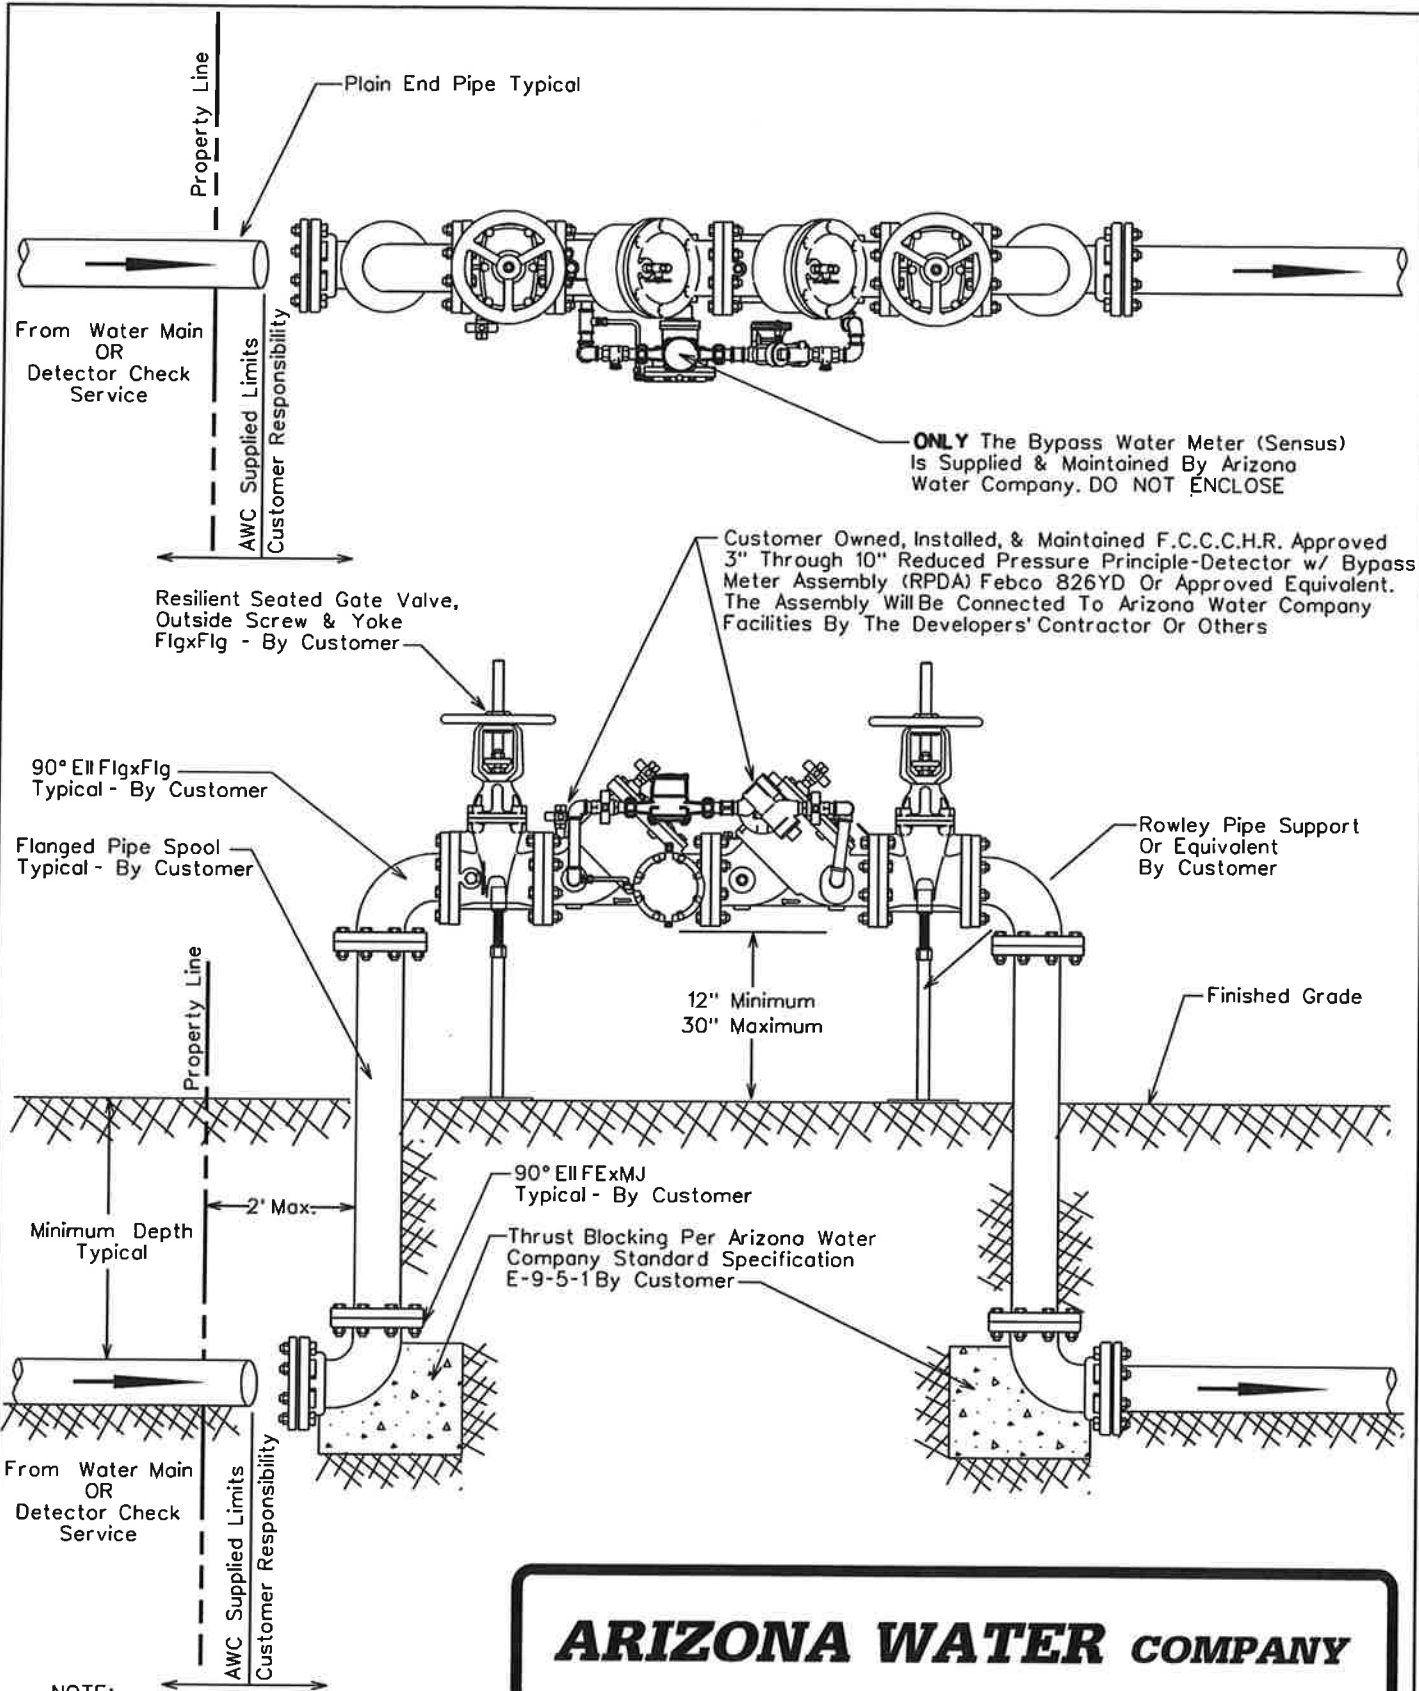 Property Line
Plain End Pipe Typical
From Water Main
OR
Detector Check
Service
AWC Supplied Limits
Customer Responsibility
ONLY The Bypass Water Meter (Sensus)
Is Supplied & Maintained By Arizona
Water Company. DO NOT ENCLOSE
Customer Owned, Installed, & Maintained F.C.C.C.H.R. Approved
3" Through 10" Reduced Pressure Principle-Detector w/ Bypass
Meter Assembly (RPDA) Febco 826YD Or Approved Equivalent.
The Assembly Will Be Connected To Arizona Water Company
Facilities By The Developers' Contractor Or Others
Resilient Seated Gate Valve,
Outside Screw & Yoke
FlgxFlg - By Customer
90° Ell FlgxFlg
Typical - By Customer
Flanged Pipe Spool
Typical - By Customer
Rowley Pipe Support
Or Equivalent
By Customer
Property Line
12" Minimum
30" Maximum
Finished Grade
90° Ell FExMJ
Typical - By Customer
2' Max.
Minimum Depth
Typical
Thrust Blocking Per Arizona Water
Company Standard Specification
E-9-5-1 By Customer
From Water Main
OR
Detector Check
Service
AWC Supplied Limits
Customer Responsibility
ARIZONA WATER COMPANY
NOTE: